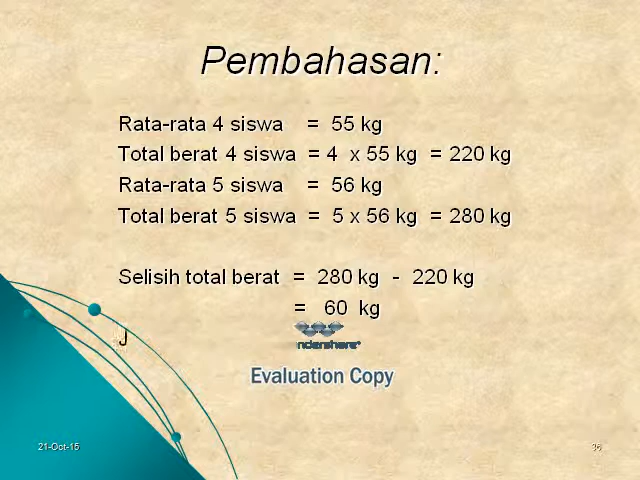 Pembahasan:
Rata-rata 4 siswa = 55 kg
Total berat 4 siswa = 4 x 55 kg = 220 kg
Rata-rata 5 siswa = 56 kg
Total berat 5 siswa = 5 x 56 kg = 280 kg
Selisih total berat = 280 kg - 220 kg
= 60 kg
J
Evaluation Copy
21-Oct-15